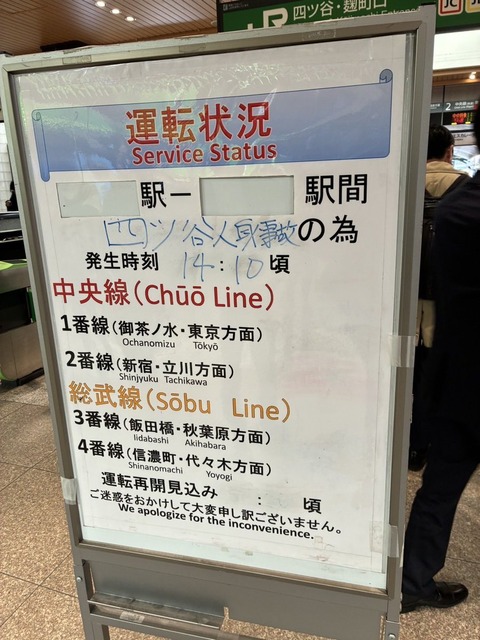 四ツ谷・麹町口
運転状況
Service Status
駅ー 駅間
四ツ谷人身事故の為
発生時刻 14:10頃
中央線(Chūō Line)
1番線(御茶ノ水・東京方面)
Ochanomizu Tōkyō
2番線(新宿・立川方面)
Shinjyuku Tachikawa
総武線(Sōbu Line)
3番線(飯田橋・秋葉原方面)
Iidabashi Akihabara
4番線(信濃町・代々木方面)
Shinanomachi Yoyogi
運転再開見込み : 頃
ご迷惑をおかけして大変申し訳ございません。
We apologize for the inconvenience.
JC
2